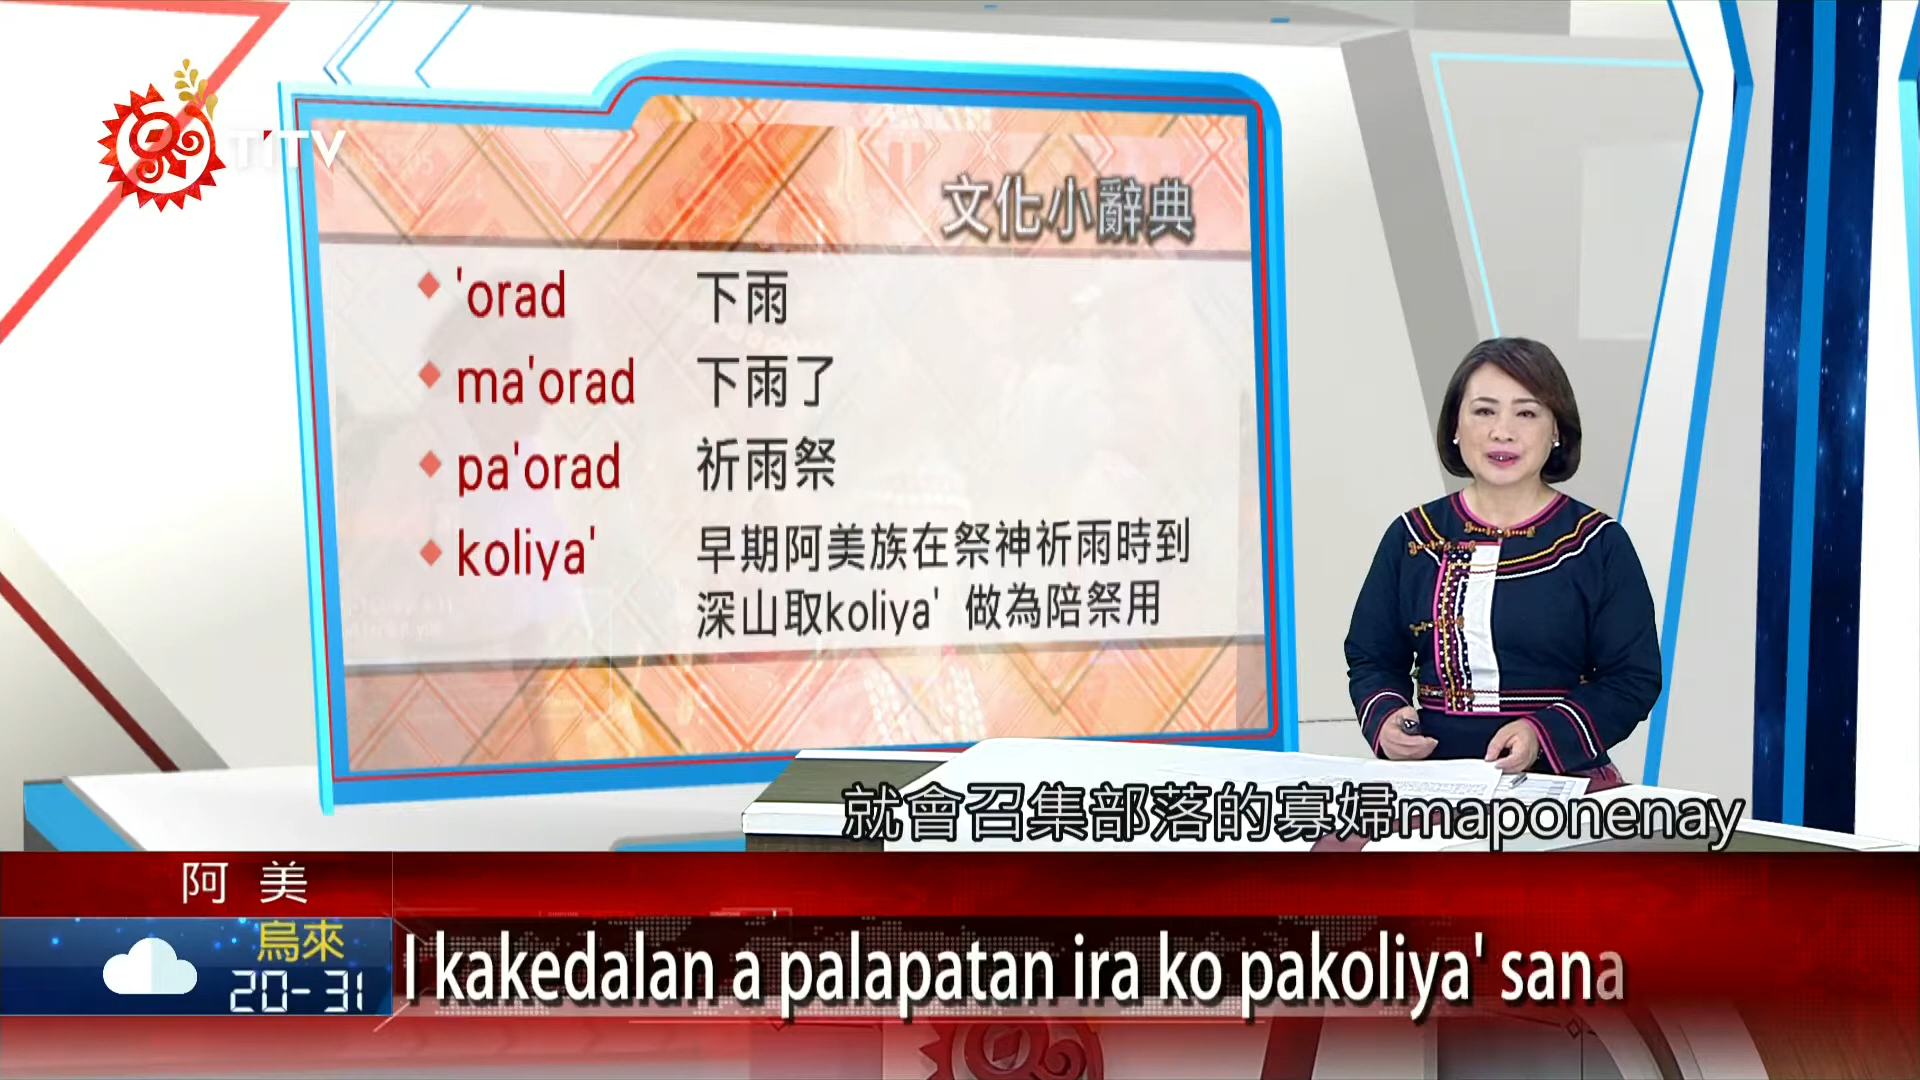 TITV
文化小辭典
'orad 下雨
ma'orad 下雨了
pa'orad 祈雨祭
koliya' 早期阿美族在祭神祈雨時到
深山取koliya' 做為陪祭用
就會召集部落的寡婦maponenay
阿美
烏來
20-31
I kakedalan a palapatan ira ko pakoliya' sana